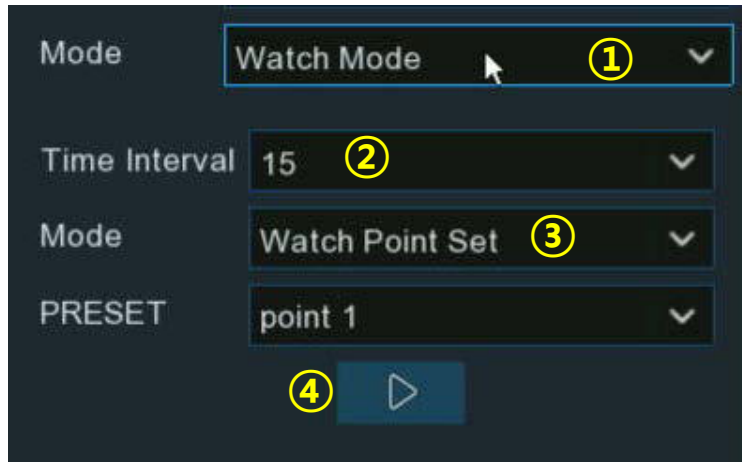 Mode Watch Mode ①
Time Interval 15 ②
Mode Watch Point Set ③
PRESET point 1
④